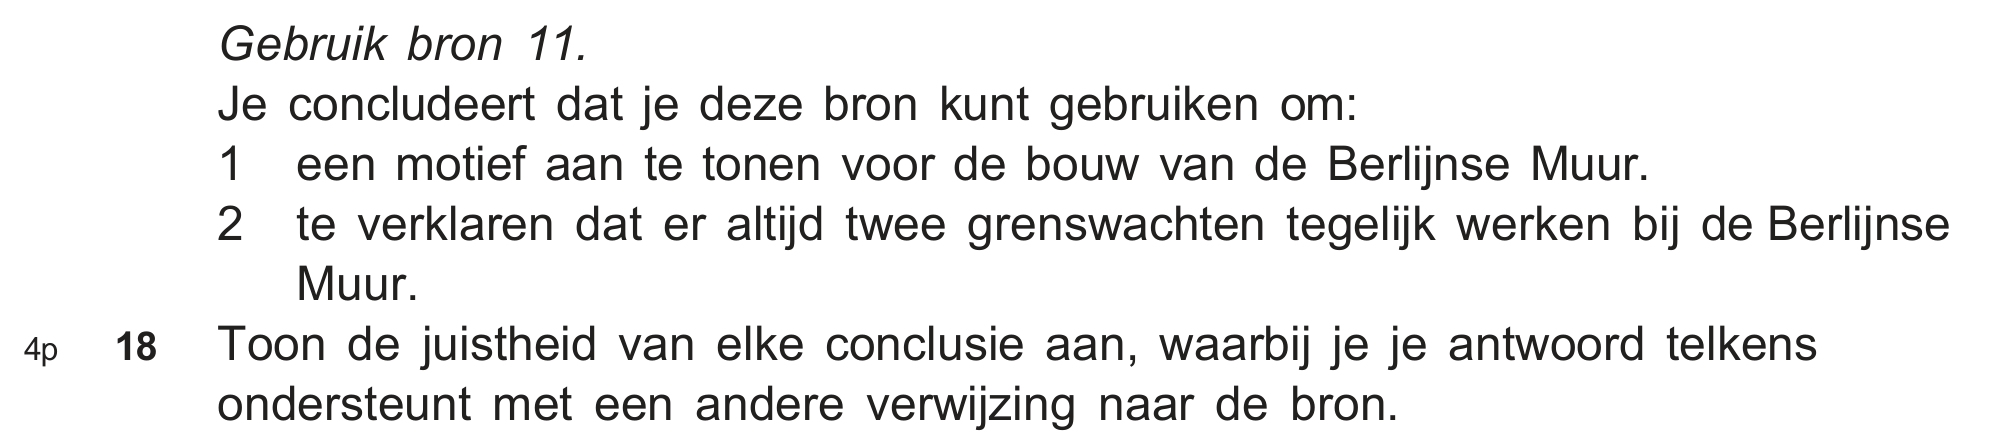 Gebruik bron 11.
Je concludeert dat je deze bron kunt gebruiken om:
1 een motief aan te tonen voor de bouw van de Berlijnse Muur.
2 te verklaren dat er altijd twee grenswachten tegelijk werken bij de Berlijnse
Muur.
4p 18 Toon de juistheid van elke conclusie aan, waarbij je je antwoord telkens
ondersteunt met een andere verwijzing naar de bron.